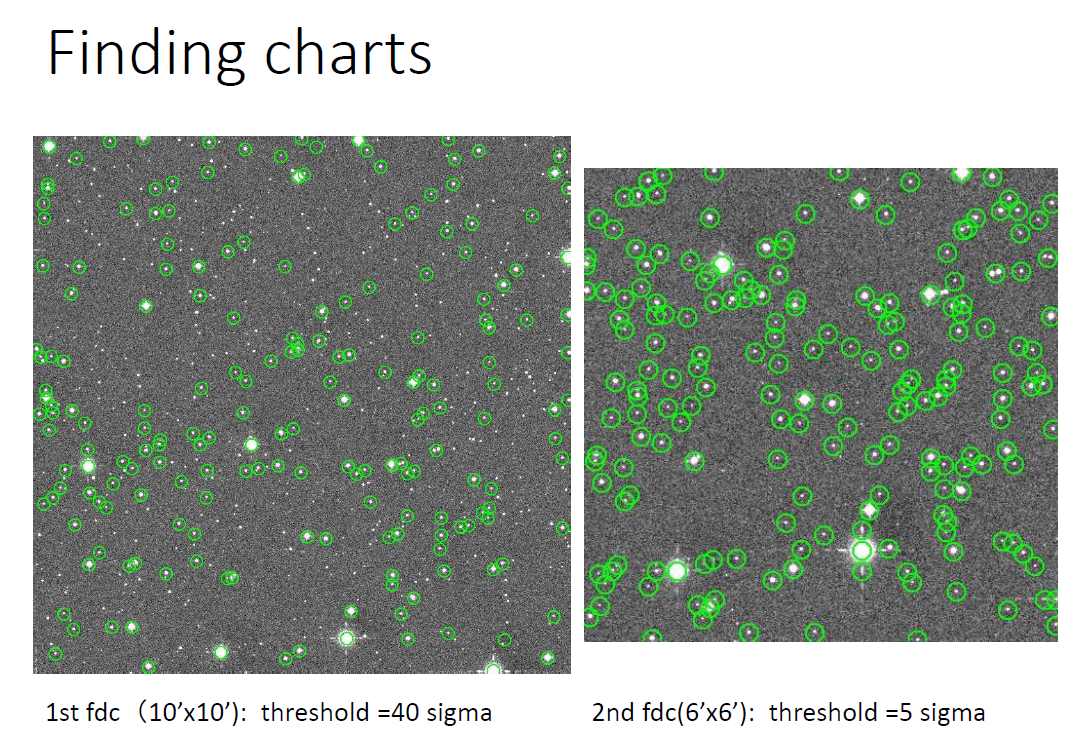 Finding charts
1st fdc（10’x10’):  threshold =40 sigma
2nd fdc(6’x6’):  threshold =5 sigma